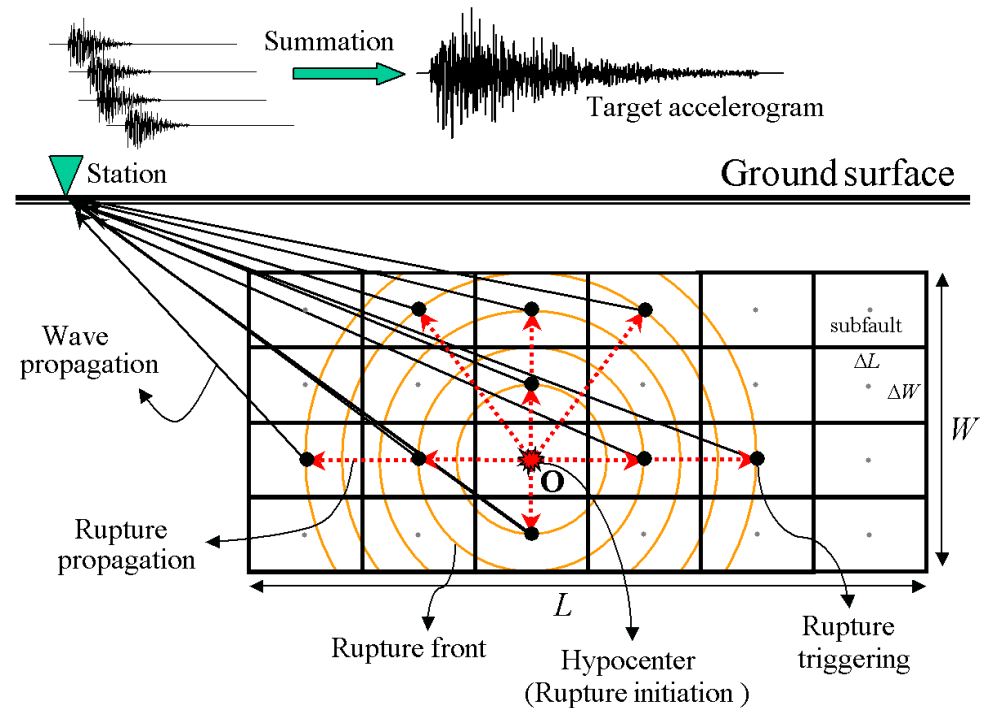 Summation
Target accelerogram
Station
Ground surface
Wave
propagation
subfault
ΔL
ΔW
W
O
Rupture
propagation
L
Rupture front
Hypocenter
(Rupture initiation )
Rupture
triggering